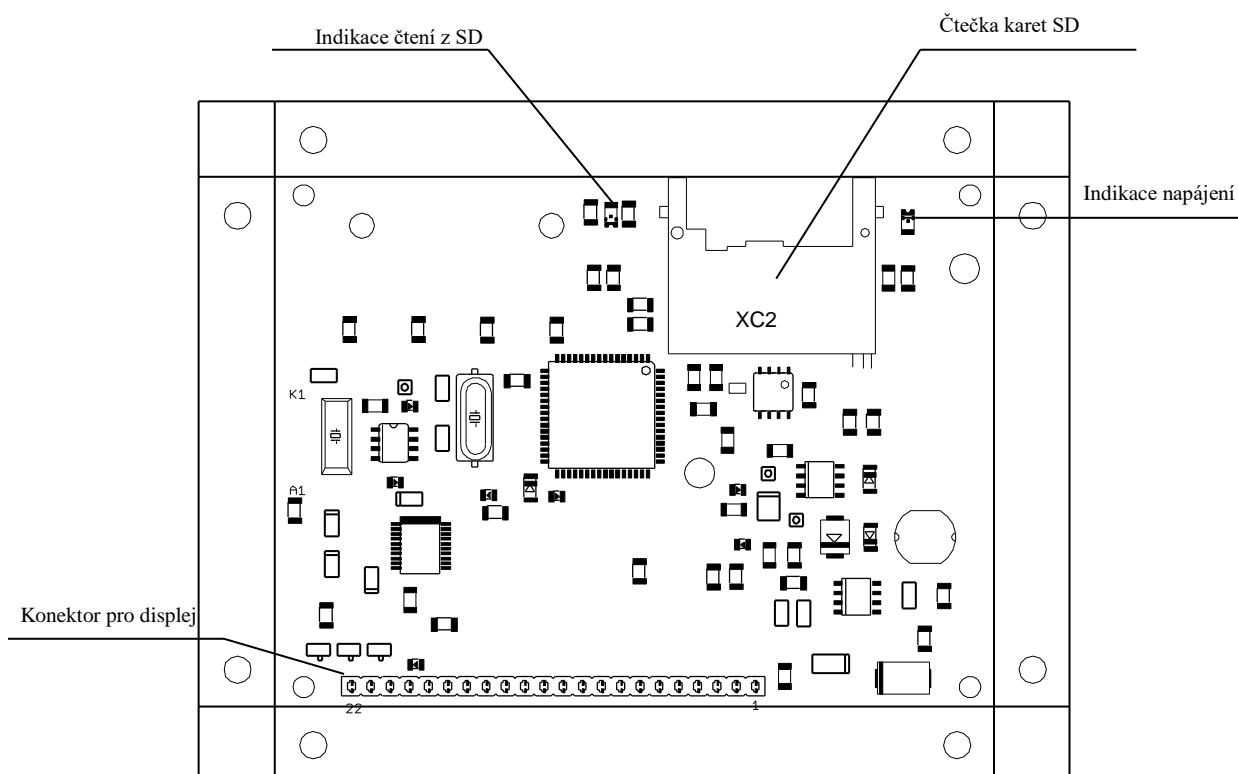 Čtečka karet SD
Indikace čtení z SD
Indikace napájení
XC2
K1
A1
Konektor pro displej
22
1